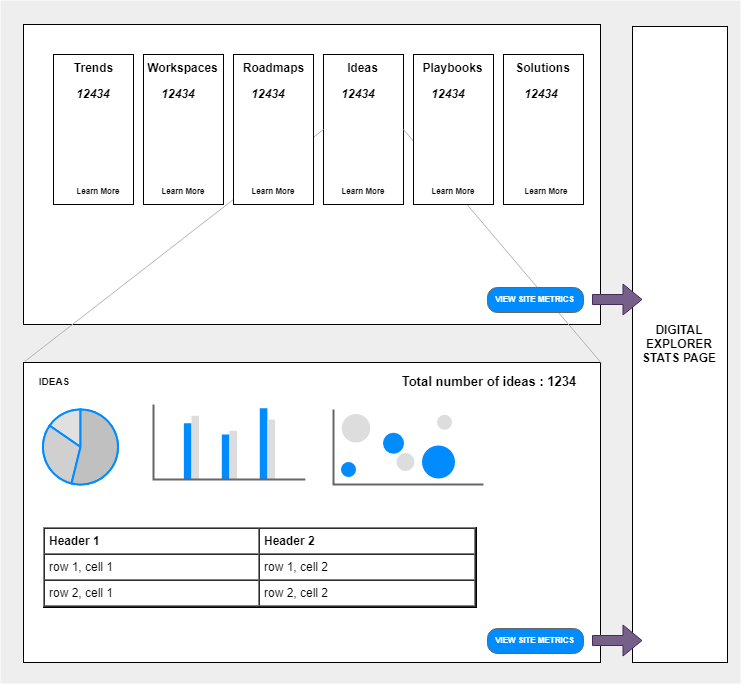 Trends
Workspaces
Roadmaps
Ideas
Playbooks
Solutions
12434
12434
12434
12434
12434
12434
Learn More
Learn More
Learn More
Learn More
Learn More
Learn More
VIEW SITE METRICS
DIGITAL
EXPLORER
STATS PAGE
IDEAS
Total number of ideas : 1234
Header 1
Header 2
row 1, cell 1
row 1, cell 2
row 2, cell 1
row 2, cell 2
VIEW SITE METRICS